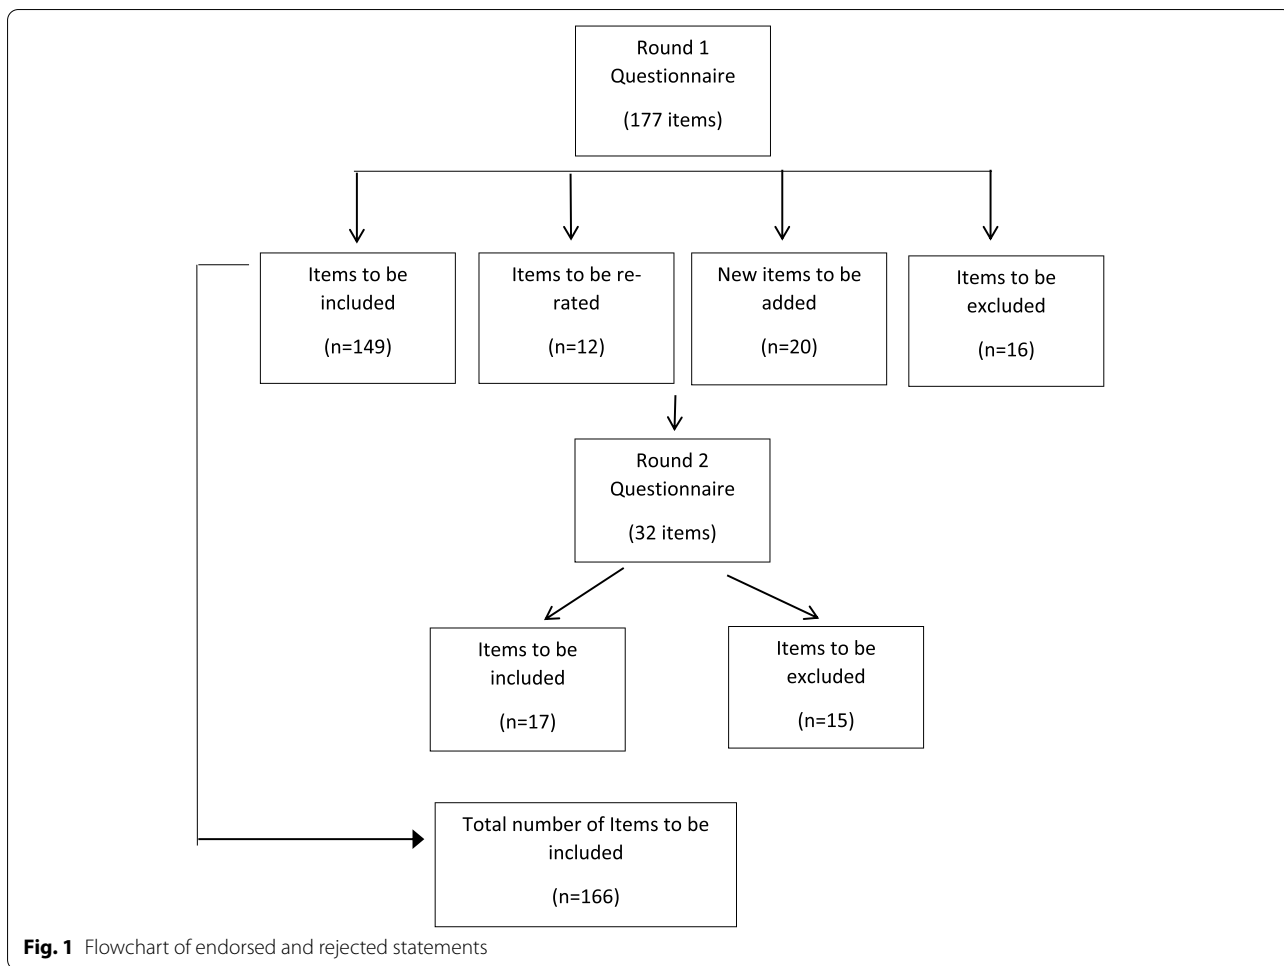 Round 1
Questionnaire
(177 items)
Items to be
included
(n=149)
Items to be re-
rated
(n=12)
New items to be
added
(n=20)
Items to be
excluded
(n=16)
Round 2
Questionnaire
(32 items)
Items to be
included
(n=17)
Items to be
excluded
(n=15)
Total number of Items to be
included
(n=166)
Fig. 1 Flowchart of endorsed and rejected statements